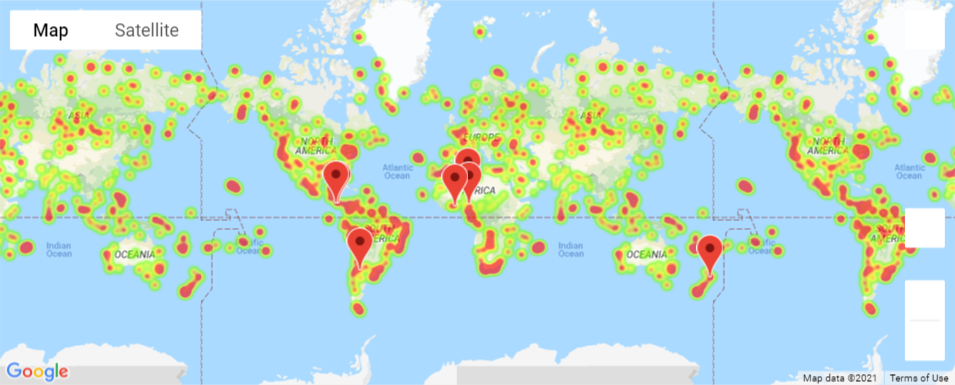 Map
Satellite
ASIA
NORTH
AMERICA
EUROPE
ASIA
NORTH
AMERICA
Atlantic
Ocean
Atlantic
Ocean
RICA
Indian
Ocean
OCEANIA
Pacific
Ocean
SOUTH
AMERICA
Indian
Ocean
OCEANIA
Pacific
Ocean
SOUTH
AMERICA
Google
Map data ©2021
Terms of Use